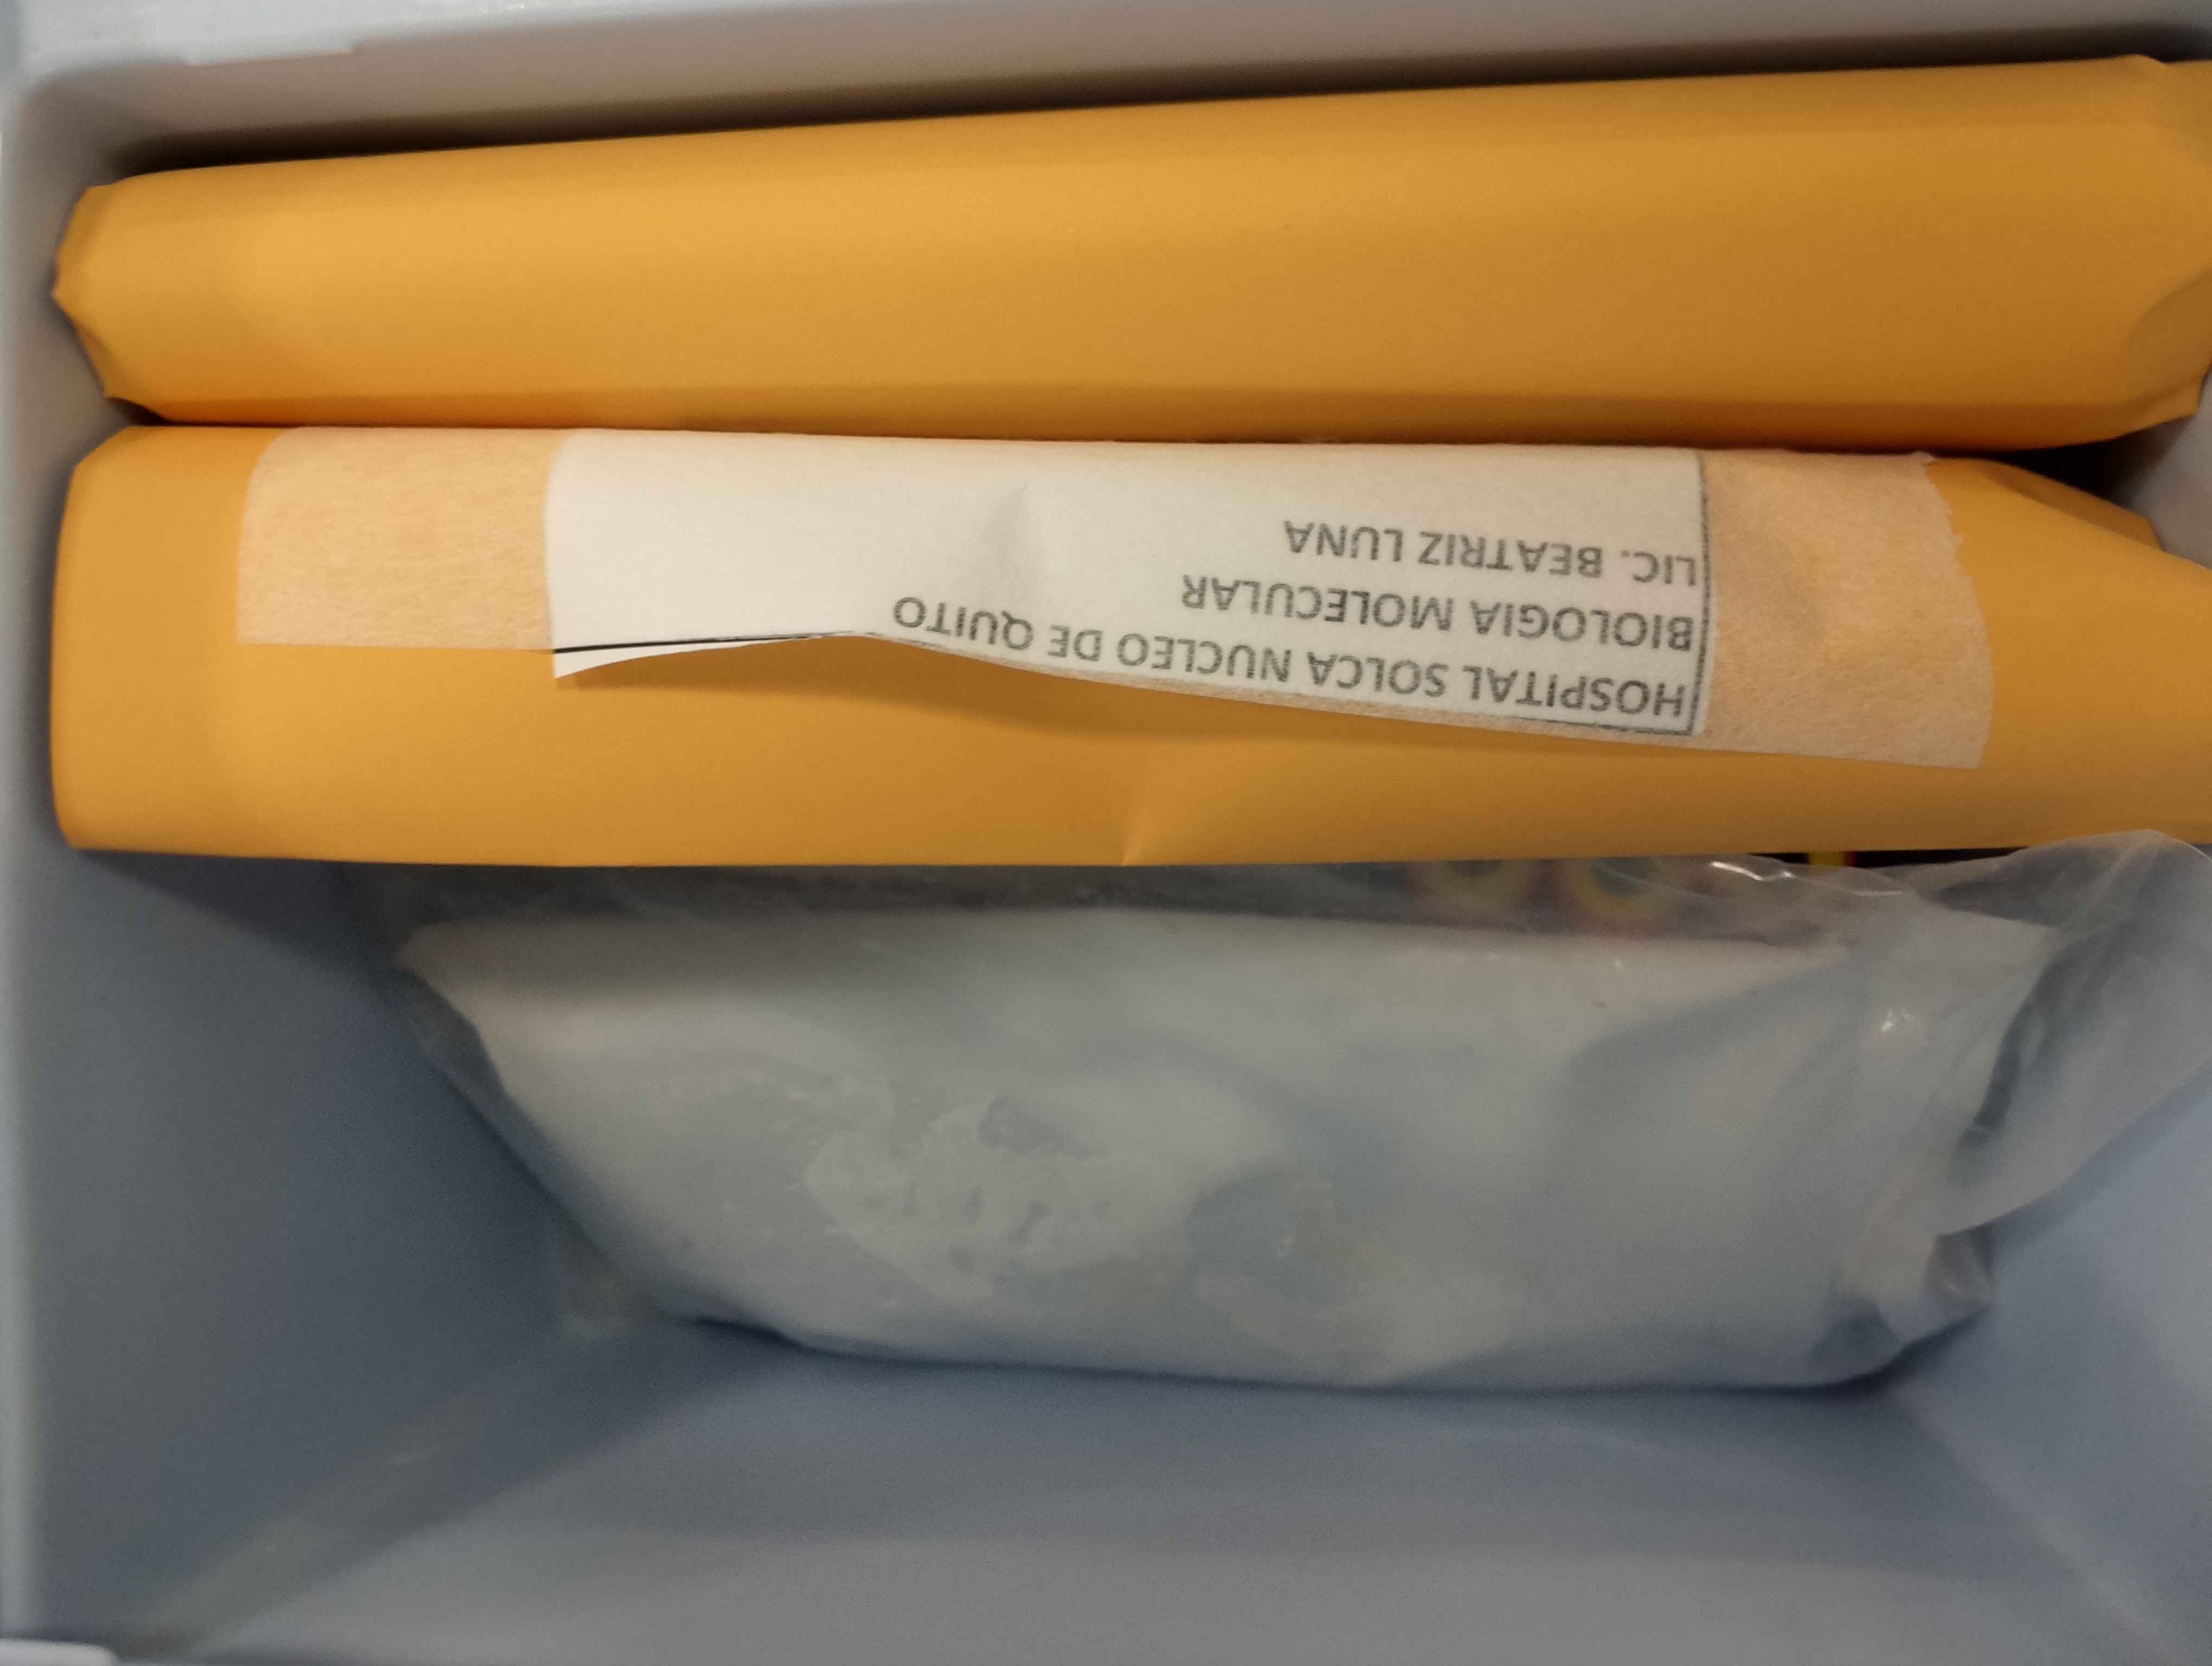 HOSPITAL SOLCA NUCLEO DE QUITO
BIOLOGIA MOLECULAR
LIC. BEATRIZ LUNA